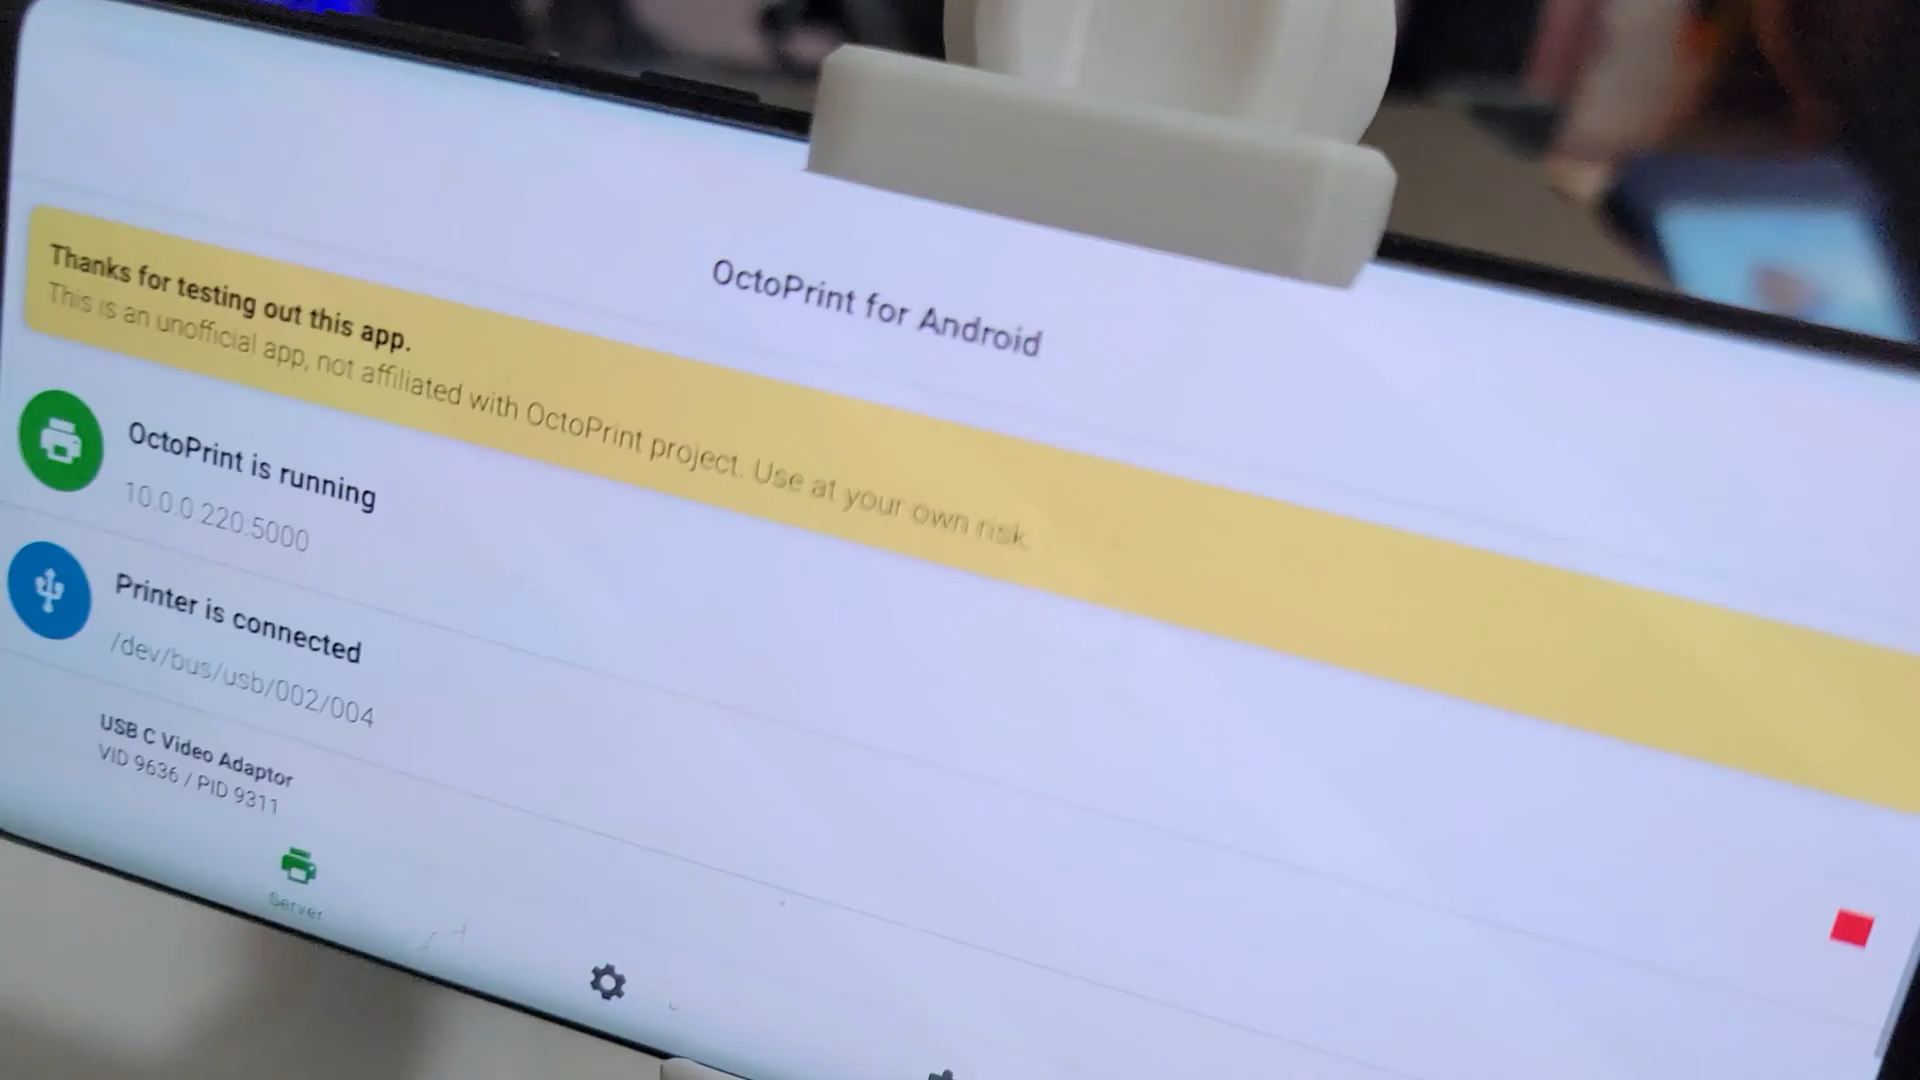 OctoPrint for Android
Thanks for testing out this app.
This is an unofficial app, not affiliated with OctoPrint project. Use at your own risk.
OctoPrint is running
10.0.0.220:5000
Printer is connected
/dev/bus/usb/002/004
USB C Video Adaptor
VID 9636 / PID 9311
Server